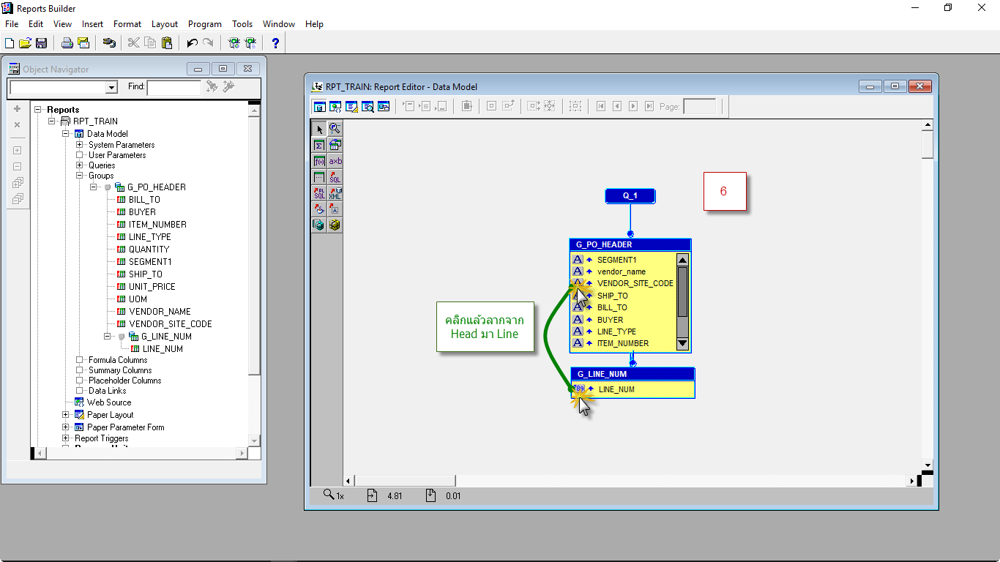 Reports Builder
File Edit View Insert Format Layout Program Tools Window Help
Object Navigator
Find:
Reports
RPT_TRAIN
Data Model
System Parameters
User Parameters
Queries
Groups
G_PO_HEADER
BILL_TO
BUYER
ITEM_NUMBER
LINE_TYPE
QUANTITY
SEGMENT1
SHIP_TO
UNIT_PRICE
UOM
VENDOR_NAME
VENDOR_SITE_CODE
G_LINE_NUM
LINE_NUM
Formula Columns
Summary Columns
Placeholder Columns
Data Links
Web Source
Paper Layout
Paper Parameter Form
Report Triggers
RPT_TRAIN: Report Editor - Data Model
Page:
Q_1
6
G_PO_HEADER
SEGMENT1
vendor_name
VENDOR_SITE_CODE
SHIP_TO
BILL_TO
BUYER
LINE_TYPE
ITEM_NUMBER
คลิกแล้วลากจาก
Head มา Line
G_LINE_NUM
LINE_NUM
1x 4.81 0.01